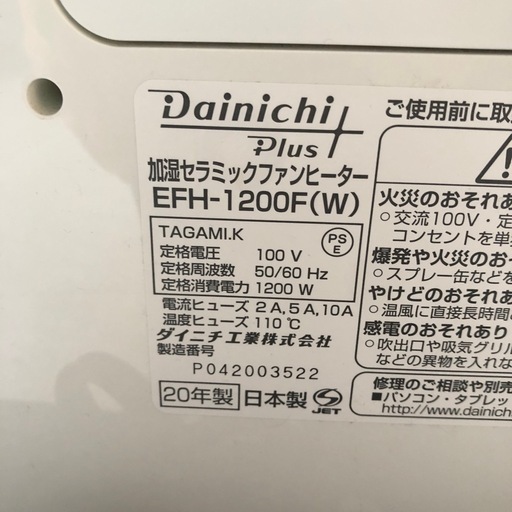 Dainichi
Plus
加湿セラミックファンヒーター
EFH-1200F(W)
TAGAMI.K
定格電圧 100 V
定格周波数 50/60 Hz
定格消費電力 1200 W
PS
E
電流ヒューズ 2A,5A,10A
温度ヒューズ 110℃
ダイニチ工業株式会社
製造番号
P042003522
20年製 日本製 JET
ご使用前に取
火災のおそれあ
○交流100V・定
コンセントを単
爆発や火災のおそれ
○スプレー缶などを
やけどのおそれあり
○温風に直接長時間
感電のおそれあり
○吹出口や吸気グリル
などの異物を入れな
修理のご相談や別売
■パソコン・タブレッ
http://www.dainich